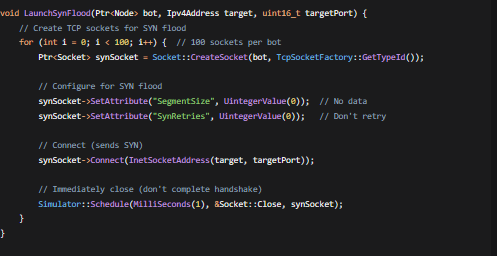 void LaunchSynFlood(Ptr<Node> bot, Ipv4Address target, uint16_t targetPort) {
// Create TCP sockets for SYN flood
for (int i = 0; i < 100; i++) {  // 100 sockets per bot
Ptr<Socket> synSocket = Socket::CreateSocket(bot, TcpSocketFactory::GetTypeId());
// Configure for SYN flood
synSocket->SetAttribute("SegmentSize", UintegerValue(0));  // No data
synSocket->SetAttribute("SynRetries", UintegerValue(0));   // Don't retry
// Connect (sends SYN)
synSocket->Connect(InetSocketAddress(target, targetPort));
// Immediately close (don't complete handshake)
Simulator::Schedule(MilliSeconds(1), &Socket::Close, synSocket);
}
}